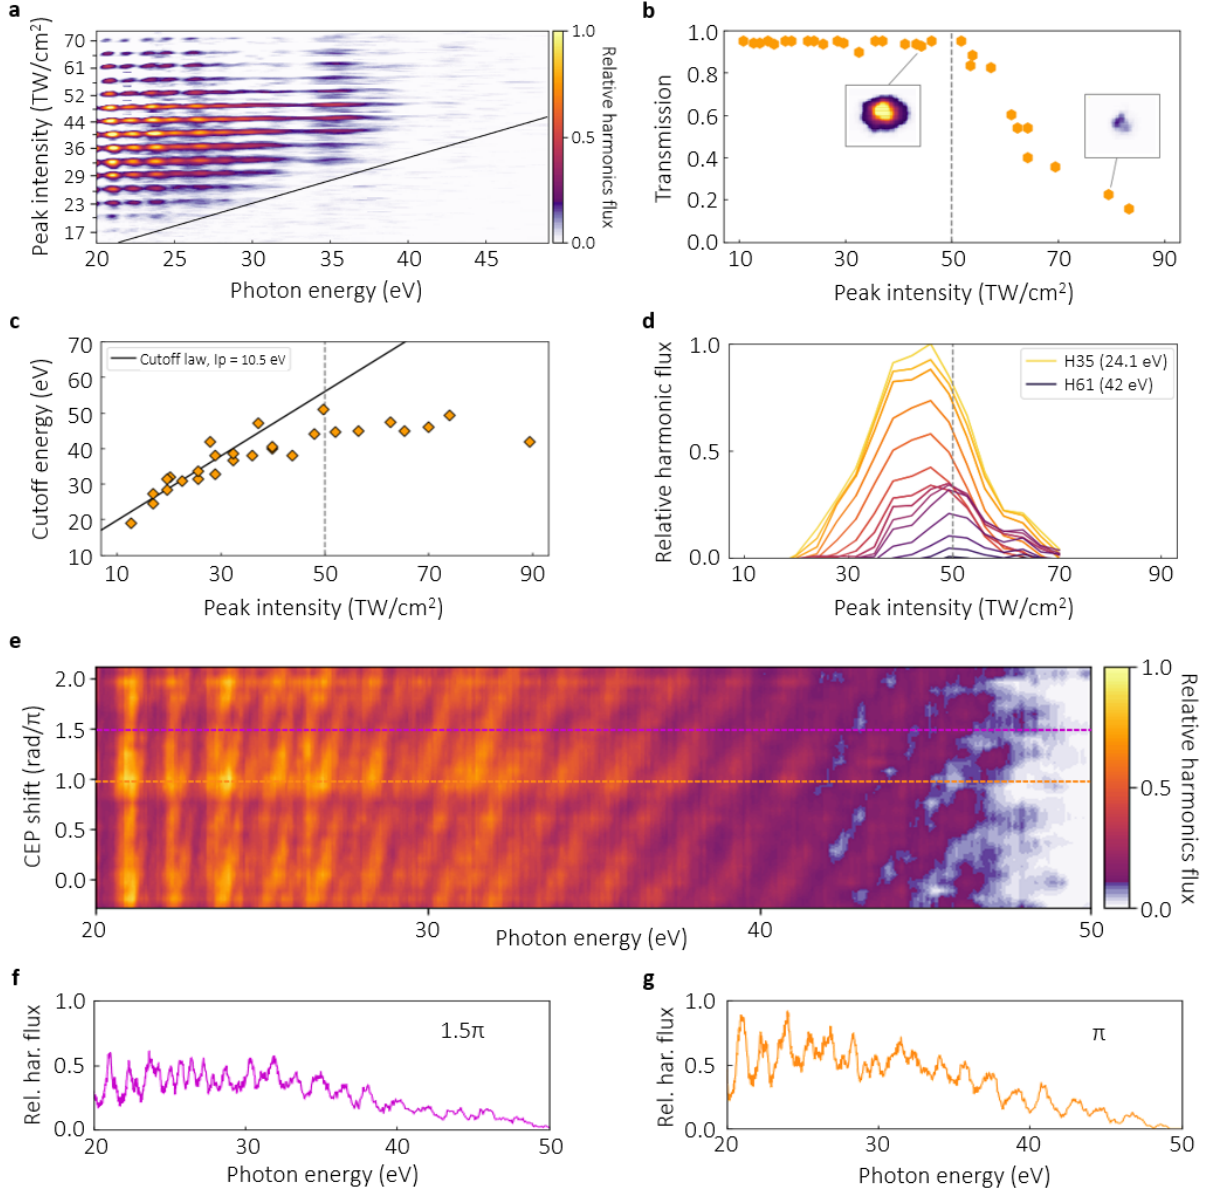 a
Peak intensity (TW/cm²)
70
61
52
44
36
29
23
17
20 25 30 35 40 45
Photon energy (eV)
1.0
0.5
0.0
Relative harmonics flux
b
Transmission
1.0
0.8
0.6
0.4
0.2
0.0
10 30 50 70 90
Peak intensity (TW/cm²)
c
Cutoff energy (eV)
70
60
50
40
30
20
10
Cutoff law, Ip = 10.5 eV
10 30 50 70 90
Peak intensity (TW/cm²)
d
Relative harmonic flux
1.0
0.5
0.0
H35 (24.1 eV)
H61 (42 eV)
10 30 50 70 90
Peak intensity (TW/cm²)
e
CEP shift (rad/π)
2.0
1.5
1.0
0.5
0.0
20 30 40 50
Photon energy (eV)
1.0
0.5
0.0
Relative harmonics flux
f
Rel. har. flux
1.0
0.5
0.0
1.5π
20 30 40 50
Photon energy (eV)
g
Rel. har. flux
1.0
0.5
0.0
π
20 30 40 50
Photon energy (eV)